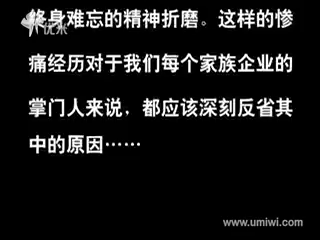 优米
终身难忘的精神折磨。这样的惨
痛经历对于我们每个家族企业的
掌门人来说，都应该深刻反省其
中的原因……
www.umiwi.com